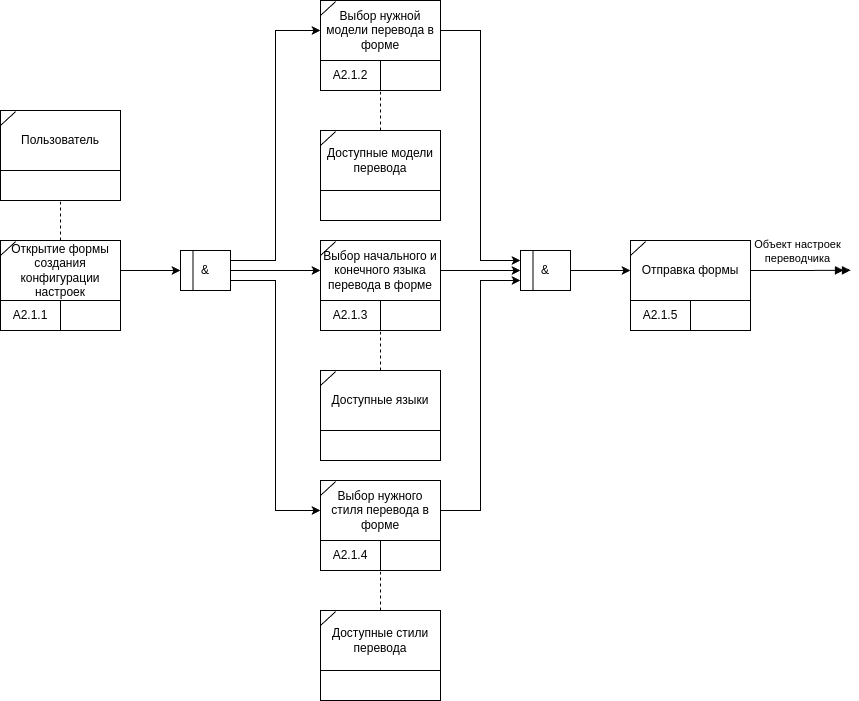 Выбор нужной
модели перевода в
форме
A2.1.2
Пользователь
Доступные модели
перевода
Открытие формы
создания
конфигурации
настроек
A2.1.1
&
Выбор начального и
конечного языка
перевода в форме
A2.1.3
&
Отправка формы
A2.1.5
Объект настроек
переводчика
Доступные языки
Выбор нужного
стиля перевода в
форме
A2.1.4
Доступные стили
перевода